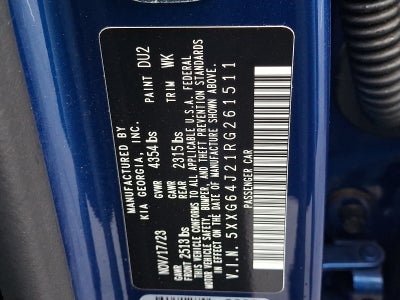 MANUFACTURED BY
KIA GEORGIA, INC.
PAINT DU2
NOV/17/23 GVWR 4354 lbs TRIM WK
GAWR FRONT 2513 lbs GAWR REAR 2315 lbs
THIS VEHICLE CONFORMS TO ALL APPLICABLE U.S.A. FEDERAL
MOTOR VEHICLE SAFETY, BUMPER, AND THEFT PREVENTION STANDARDS
IN EFFECT ON THE DATE OF MANUFACTURE SHOWN ABOVE.
V.I.N. 5XXG64J21RG261511
PASSENGER CAR